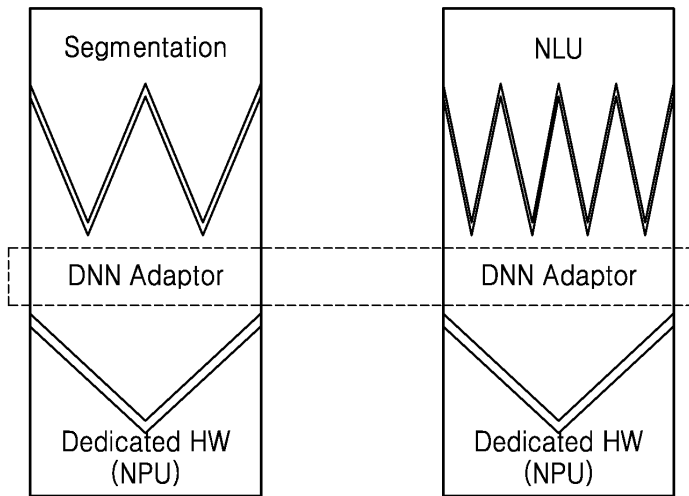 Segmentation
DNN Adaptor
Dedicated HW
(NPU)
NLU
DNN Adaptor
Dedicated HW
(NPU)